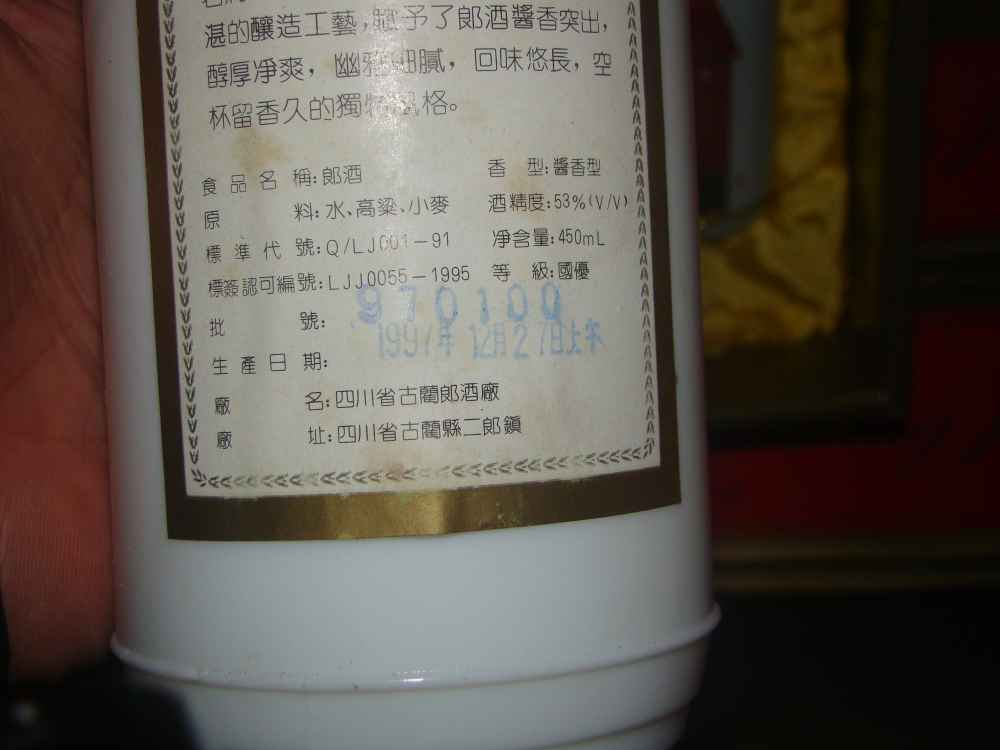 湛的釀造工藝,賦予了郎酒醬香突出,
醇厚凈爽，幽雅細膩，回味悠長，空
杯留香久的獨特風格。
食品名稱:郎酒 香型:醬香型
原料:水、高粱、小麥 酒精度:53%(V/V)
標準代號:Q/LJ001-91 净含量:450mL
標簽認可編號:LJJ0055-1995 等級:國優
批號: 970100
生產日期: 1997年12月27日
廠名:四川省古藺郎酒廠
廠址:四川省古藺縣二郎鎮